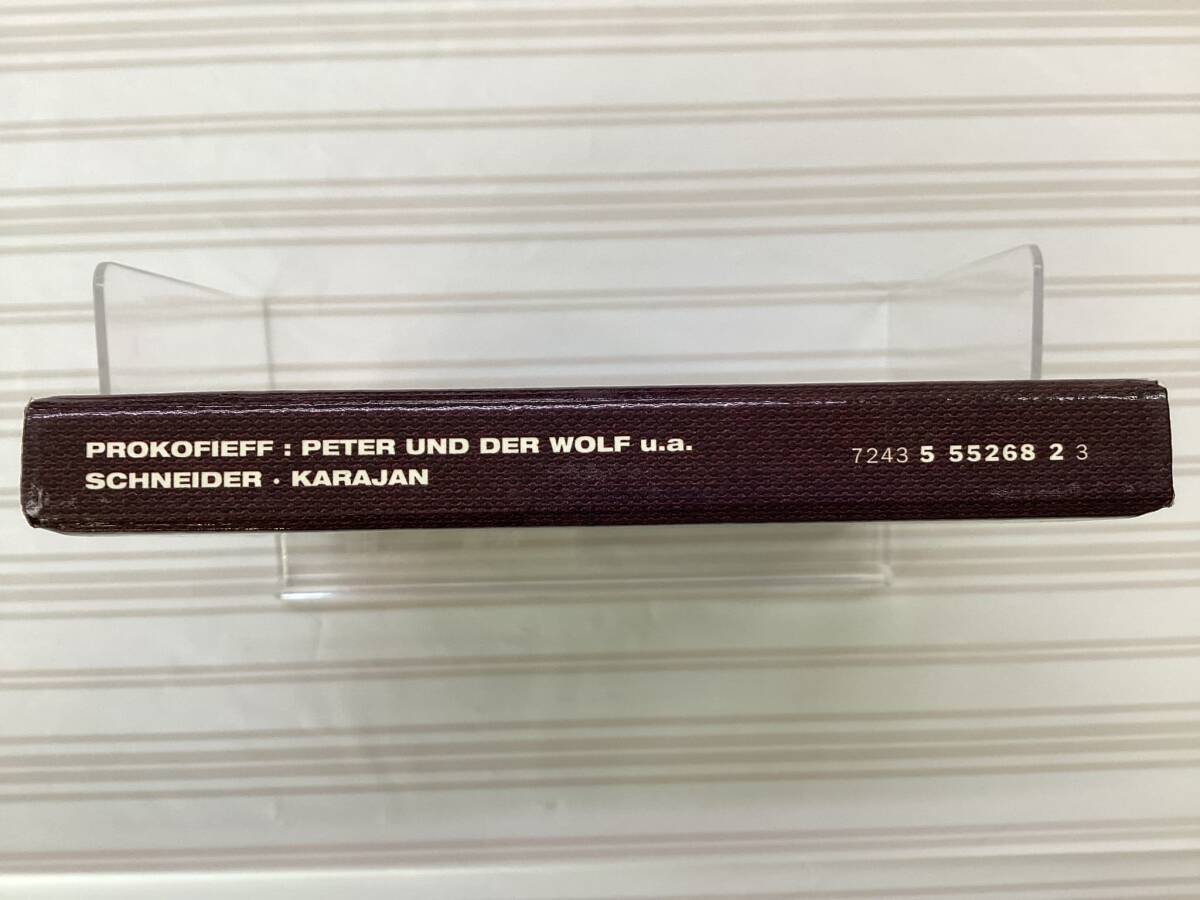 PROKOFIEFF : PETER UND DER WOLF u.a.
SCHNEIDER · KARAJAN
7243 5 55268 2 3